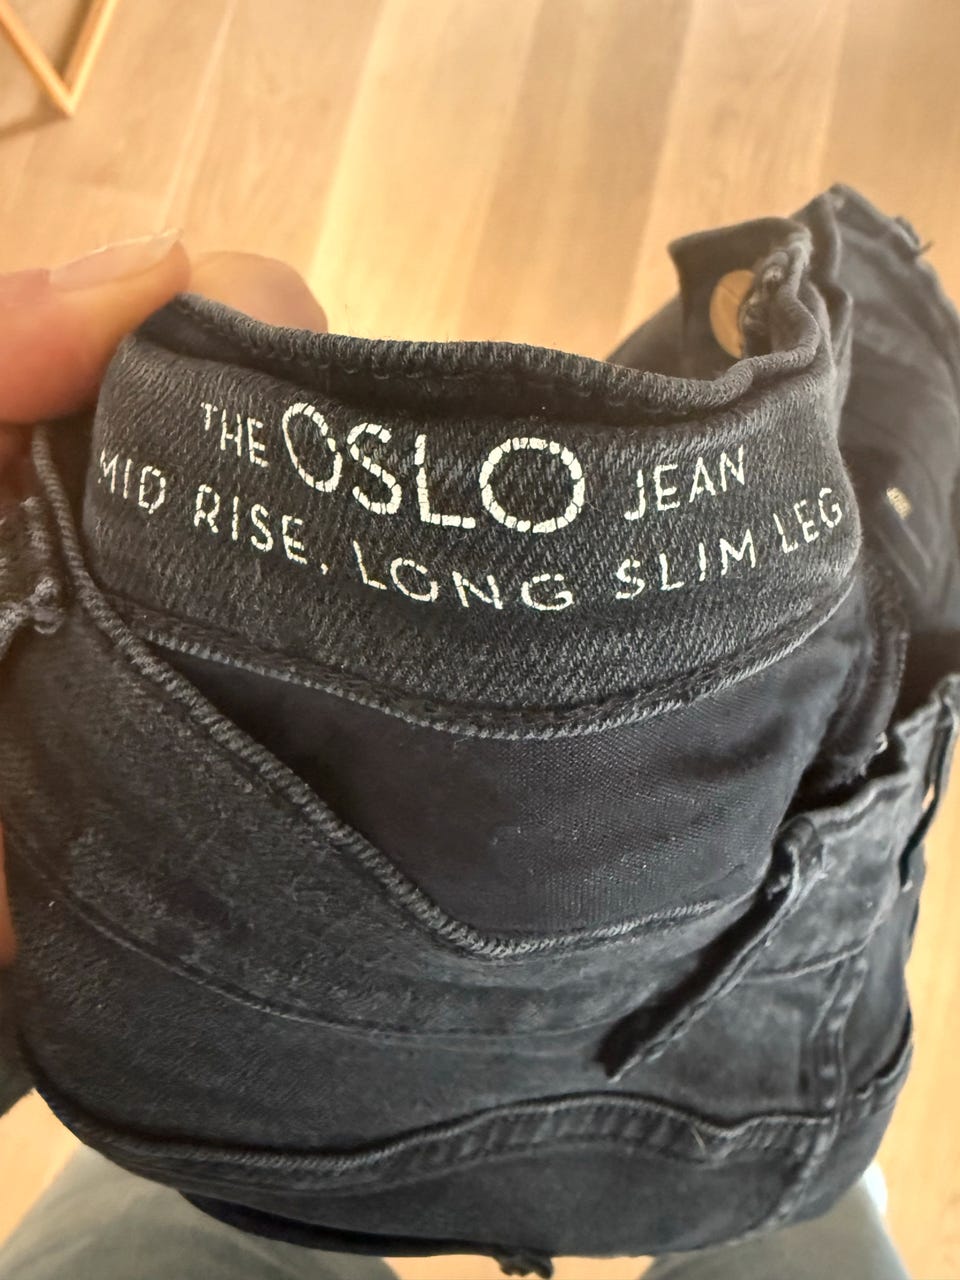 THE OSLO JEAN
MID RISE, LONG SLIM LEG